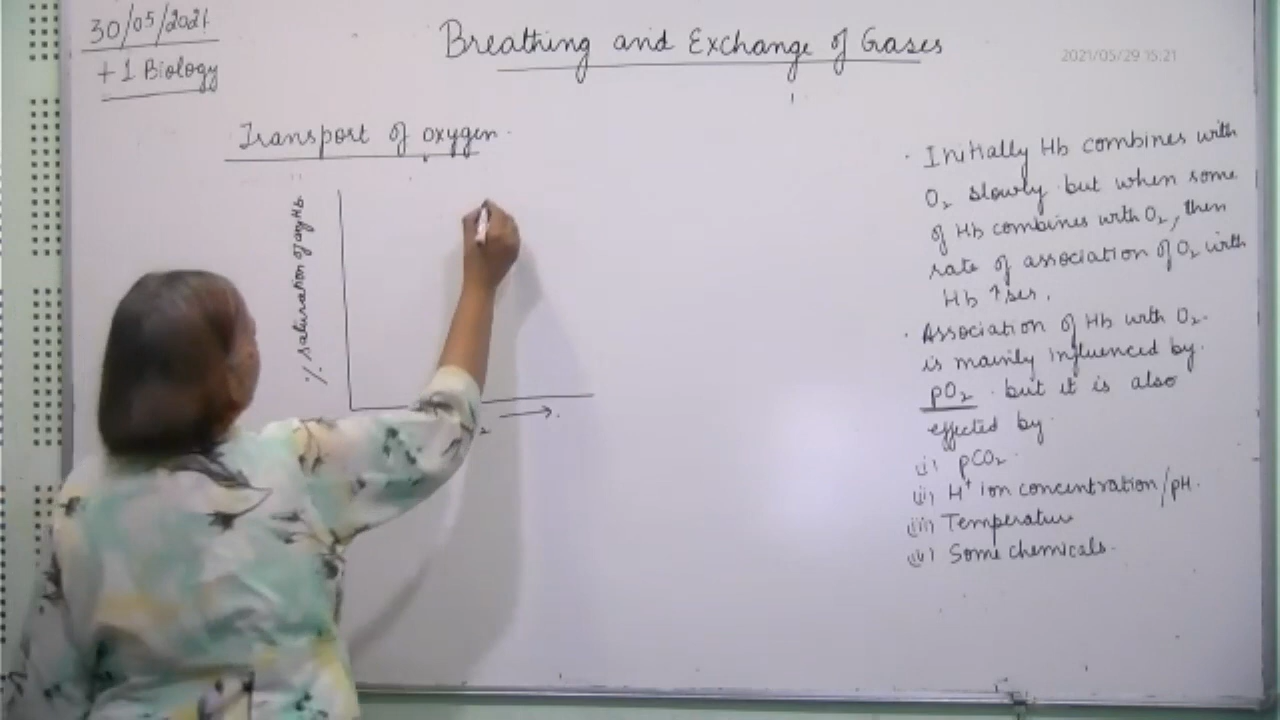 30/05/2021
+1 Biology
Breathing and Exchange of Gases
2021/05/29 15:21
Transport of oxygen.
% saturation of oxy Hb.
2
· Initially Hb combines with
O₂ slowly but when some
of Hb combines with O₂, then
rate of association of O₂ with
Hb ↑ses.
· Association of Hb with O₂.
is mainly influenced by.
pO₂. but it is also
effected by.
(i) pCO₂.
(ii) H⁺ ion concentration/pH.
(iii) Temperature
(iv) Some chemicals.